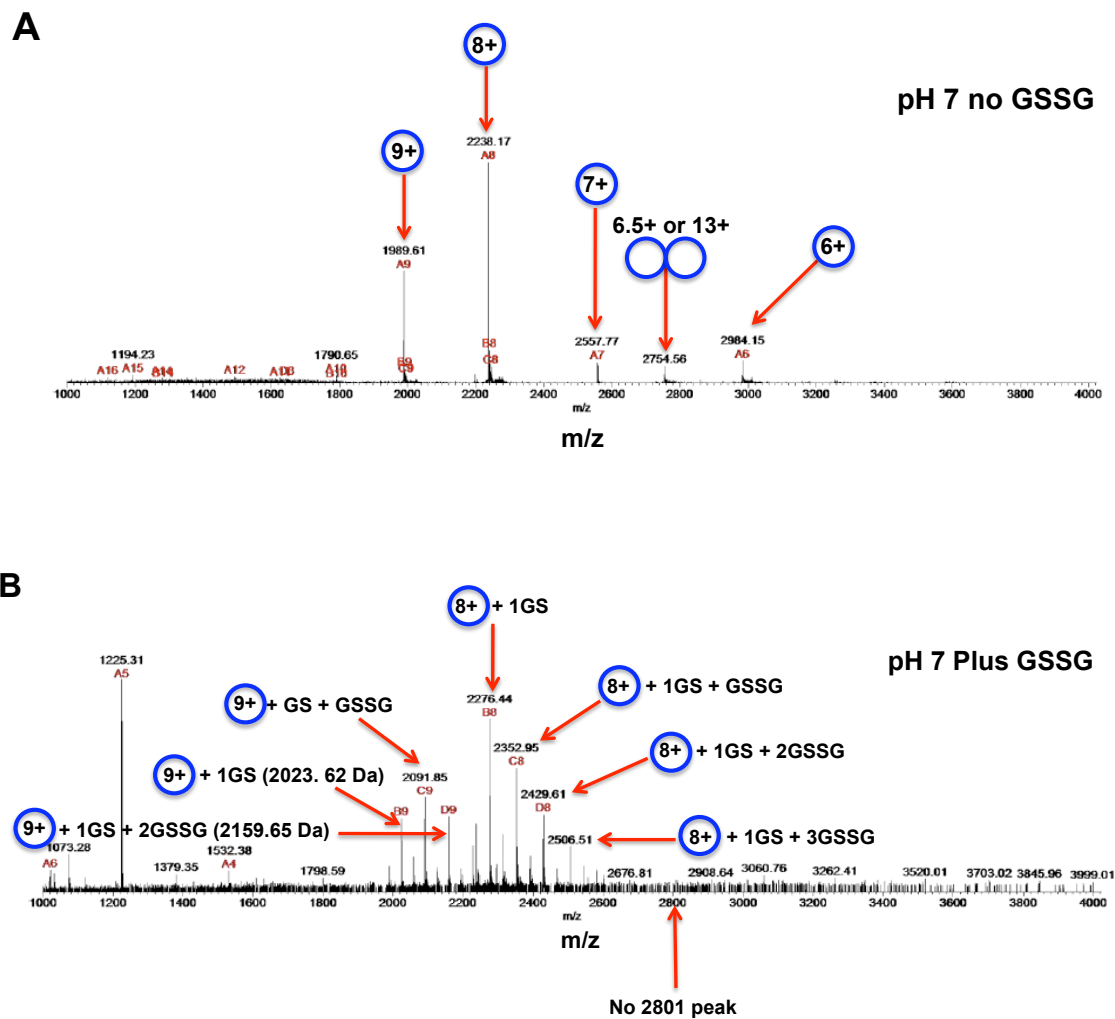 A
8+
pH 7 no GSSG
2238.17
A8
9+
7+
6.5+ or 13+
6+
1989.61
A9
2557.77
A7
2754.56
2984.15
A6
B8
C8
1194.23
1790.65
A16 A15 A12
B9
C9
1000 1200 1400 1600 1800 2000 2200 2400 2600 2800 3000 3200 3400 3600 3800 4000
m/z
m/z
B
8+ + 1GS
pH 7 Plus GSSG
1225.31
A5
9+ + GS + GSSG
8+ + 1GS + GSSG
2276.44
B8
2352.95
C8
8+ + 1GS + 2GSSG
9+ + 1GS (2023. 62 Da)
2091.85
C9
2429.61
D8
B9
D9
9+ + 1GS + 2GSSG (2159.65 Da)
2506.51
8+ + 1GS + 3GSSG
1073.28
A6
1379.35
1532.38
A4
1798.59
2676.81
2908.64
3060.76
3262.41
3520.01
3703.02
3845.96
3999.01
1000 1200 1400 1600 1800 2000 2200 2400 2600 2800 3000 3200 3400 3600 3800 4000
m/z
m/z
No 2801 peak